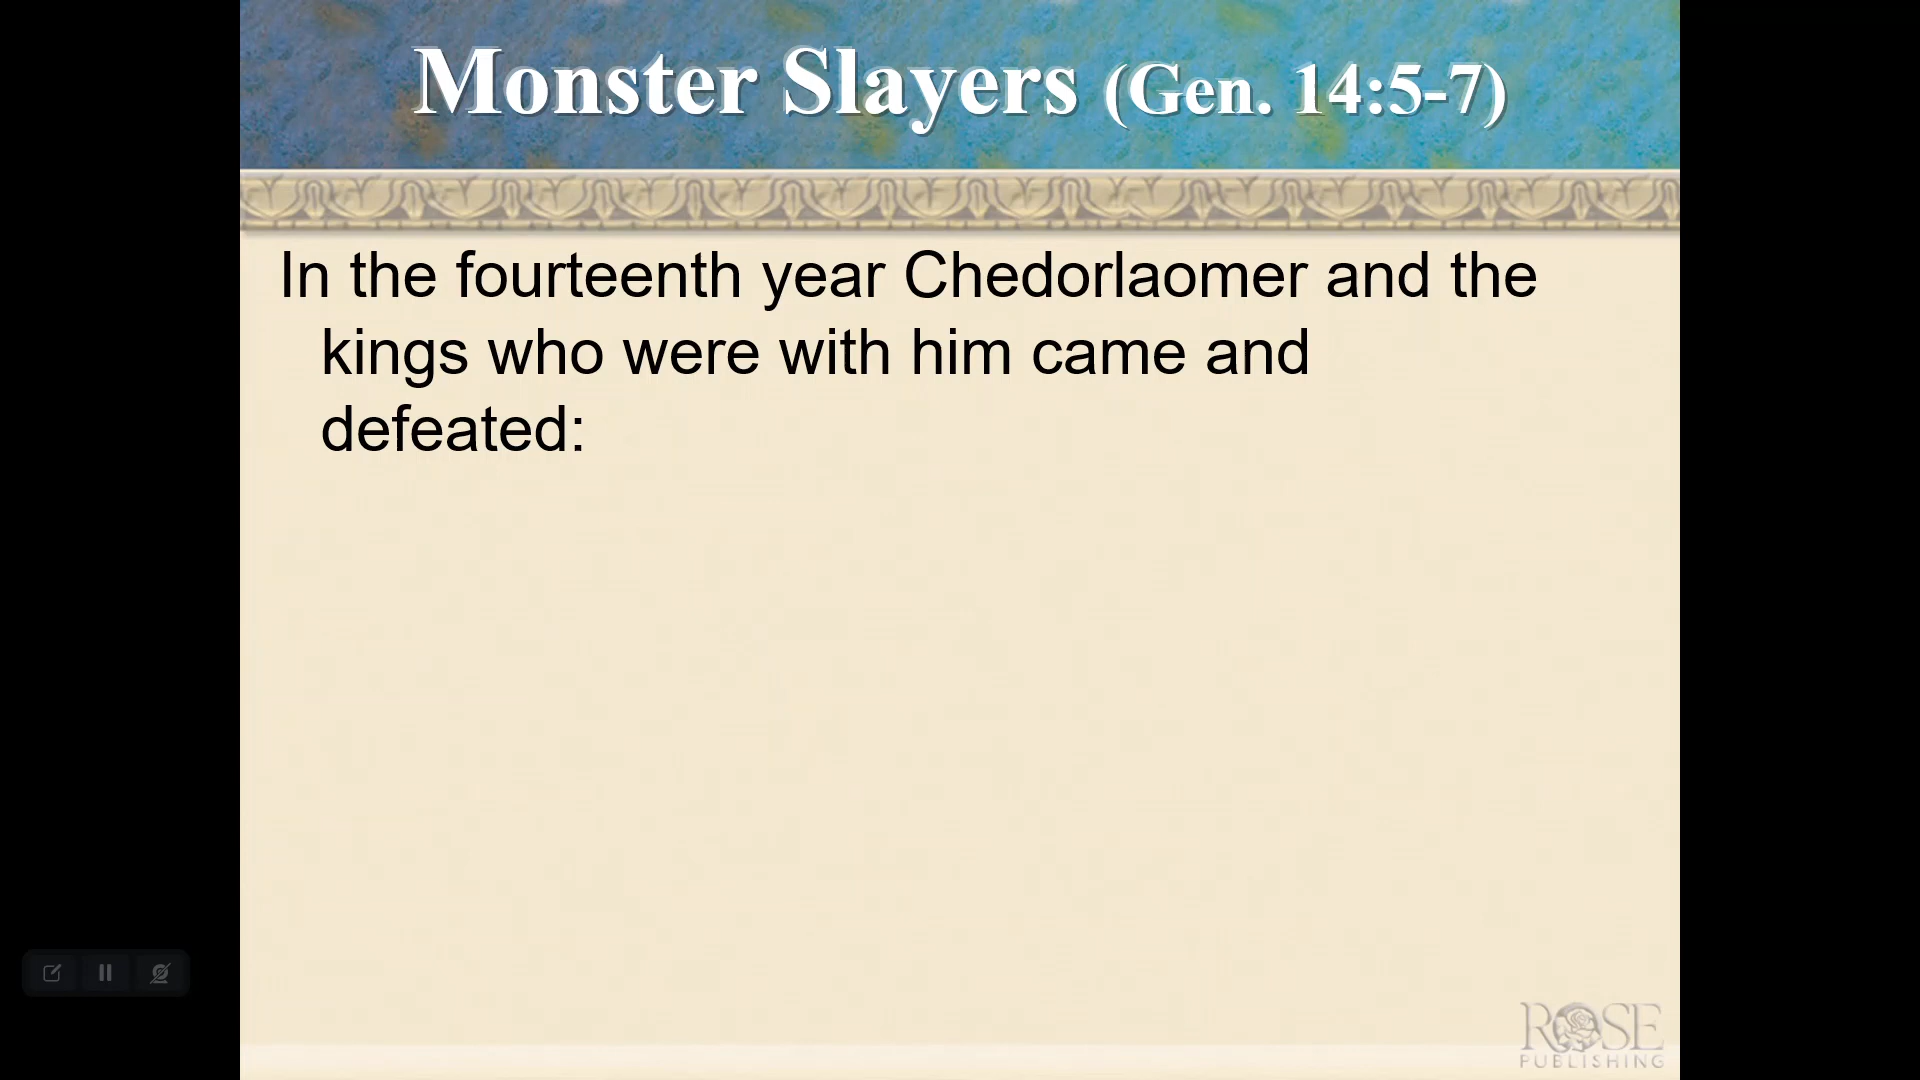 Monster Slayers (Gen. 14:5-7)
In the fourteenth year Chedorlaomer and the
kings who were with him came and
defeated:
ROSE
PUBLISHING